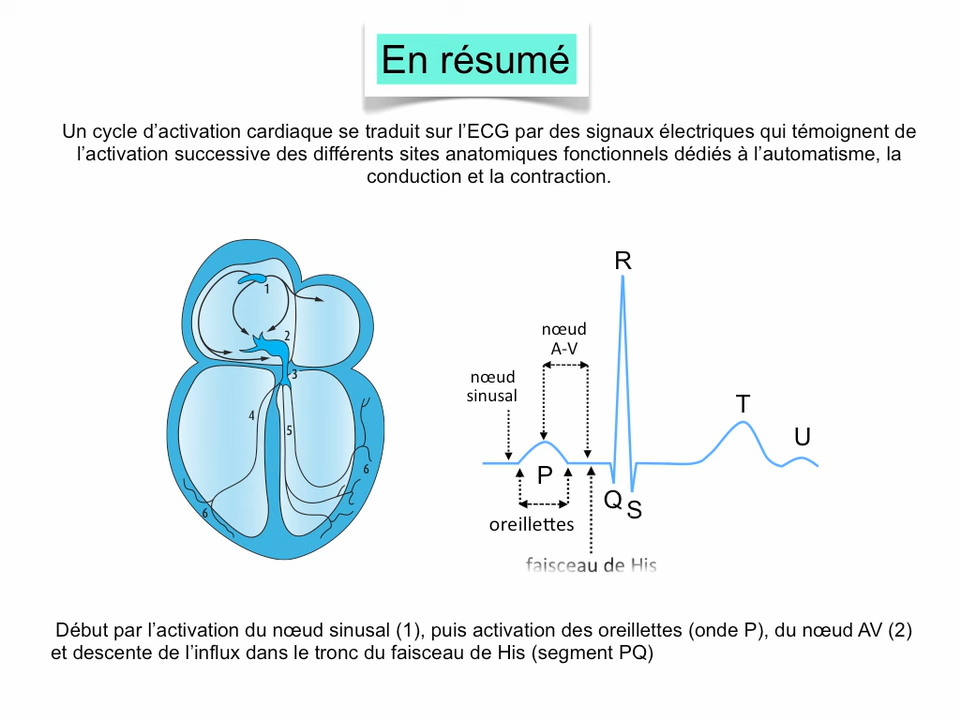 En résumé
Un cycle d'activation cardiaque se traduit sur l'ECG par des signaux électriques qui témoignent de
l'activation successive des différents sites anatomiques fonctionnels dédiés à l'automatisme, la
conduction et la contraction.
1
2
3
4
5
6
6
R
nœud
A-V
nœud
sinusal
T
U
P
Q
S
oreillettes
faisceau de His
Début par l'activation du nœud sinusal (1), puis activation des oreillettes (onde P), du nœud AV (2)
et descente de l'influx dans le tronc du faisceau de His (segment PQ)